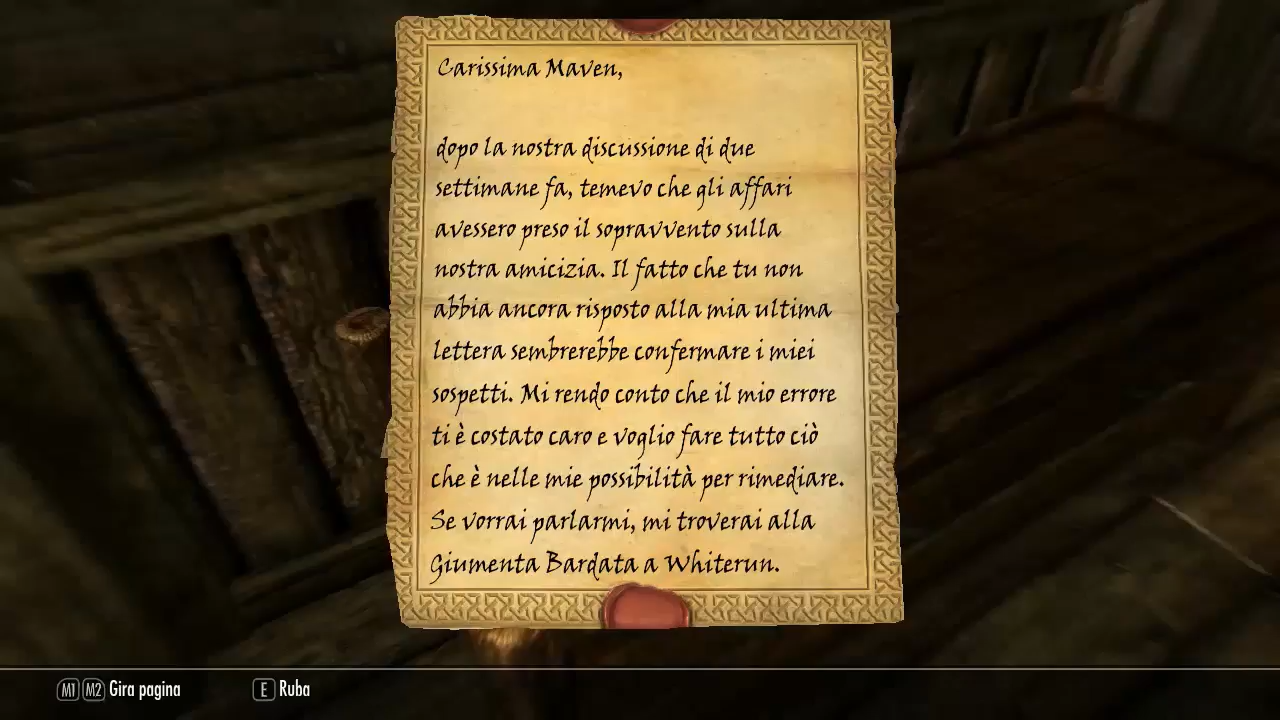 Carissima Maven,
dopo la nostra discussione di due
settimane fa, temevo che gli affari
avessero preso il sopravvento sulla
nostra amicizia. Il fatto che tu non
abbia ancora risposto alla mia ultima
lettera sembrerebbe confermare i miei
sospetti. Mi rendo conto che il mio errore
ti è costato caro e voglio fare tutto ciò
che è nelle mie possibilità per rimediare.
Se vorrai parlarmi, mi troverai alla
Giumenta Bardata a Whiterun.
M1 M2 Gira pagina
E Ruba